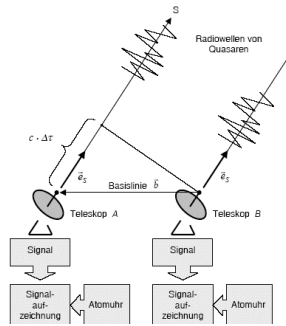 S
Radiowellen von
Quasaren
c · Δτ
e⃗s
Basislinie b⃗
e⃗s
Teleskop A
Teleskop B
Signal
Signal
Signal-
auf-
zeichnung
Atomuhr
Signal-
auf-
zeichnung
Atomuhr